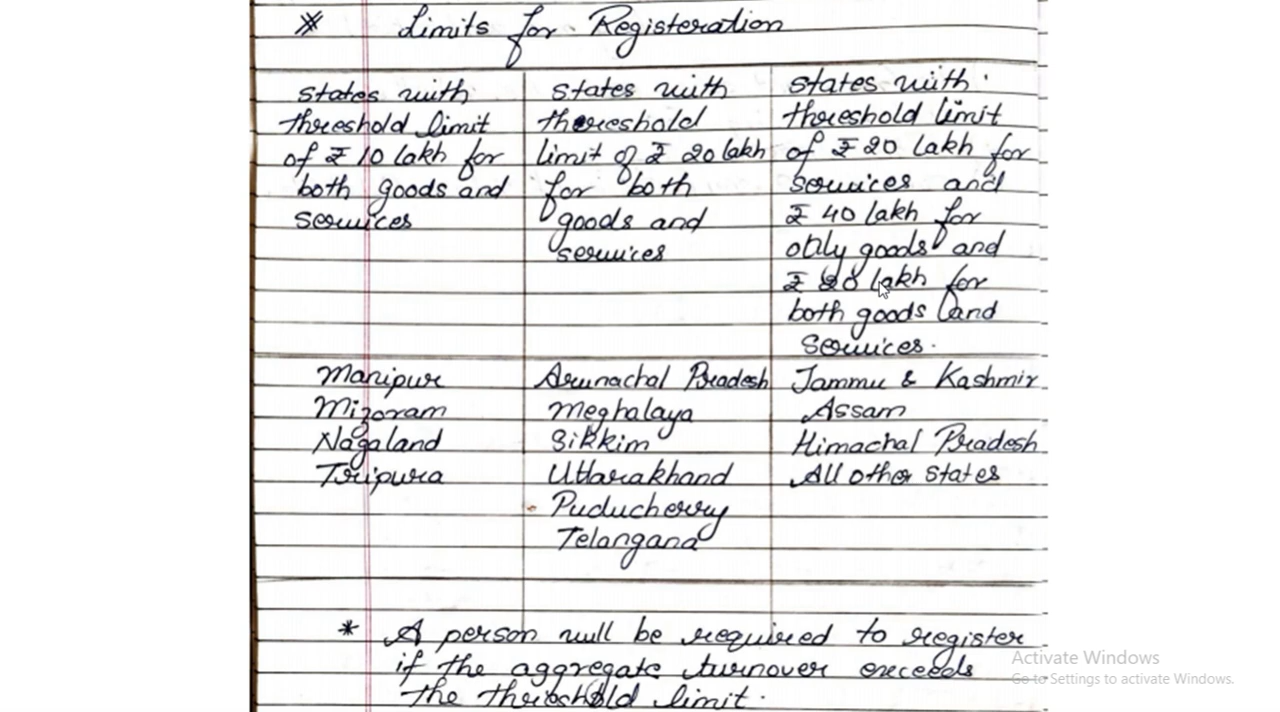 * Limits for Registeration
states with
threshold limit
of ₹ 10 lakh for
both goods and
services
states with
thereshold
limit of ₹ 20 lakh
for both
goods and
services
states with
threshold limit
of ₹ 20 lakh for
services and
₹ 40 lakh for
only goods and
₹ 20 lakh for
both goods and
services.
Manipur
Mizoram
Nagaland
Tripura
Arunachal Pradesh
Meghalaya
Sikkim
Uttarakhand
Puducherry
Telangana
Jammu & Kashmir
Assam
Himachal Pradesh
All other states
* A person will be required to register
if the aggregate turnover exceeds
the threshold limit.
Activate Windows
Go to Settings to activate Windows.